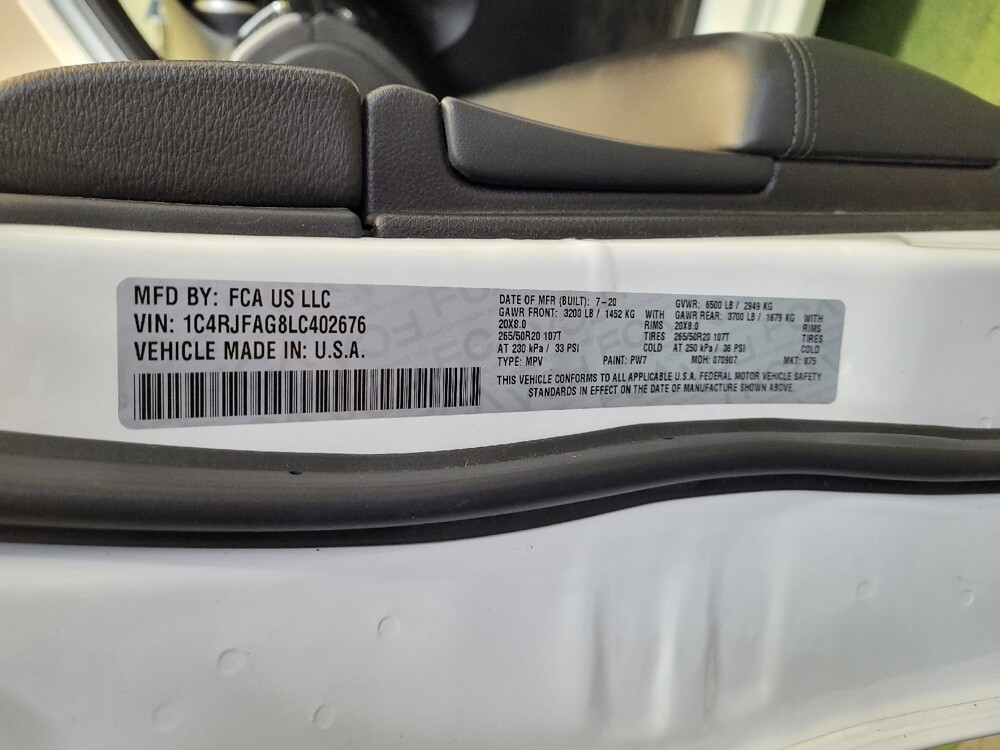 MFD BY: FCA US LLC
VIN: 1C4RJFAG8LC402676
VEHICLE MADE IN: U.S.A.
DATE OF MFR (BUILT): 7-20 GVWR: 6500 LB / 2949 KG
GAWR FRONT: 3200 LB / 1452 KG WITH GAWR REAR: 3700 LB / 1679 KG WITH
20X8.0 RIMS 20X8.0 RIMS
265/50R20 107T TIRES 265/50R20 107T TIRES
AT 230 kPa / 33 PSI COLD AT 250 kPa / 36 PSI COLD
TYPE: MPV PAINT: PW7 MDH: 070907 MKT: 875
THIS VEHICLE CONFORMS TO ALL APPLICABLE U.S.A. FEDERAL MOTOR VEHICLE SAFETY
STANDARDS IN EFFECT ON THE DATE OF MANUFACTURE SHOWN ABOVE.